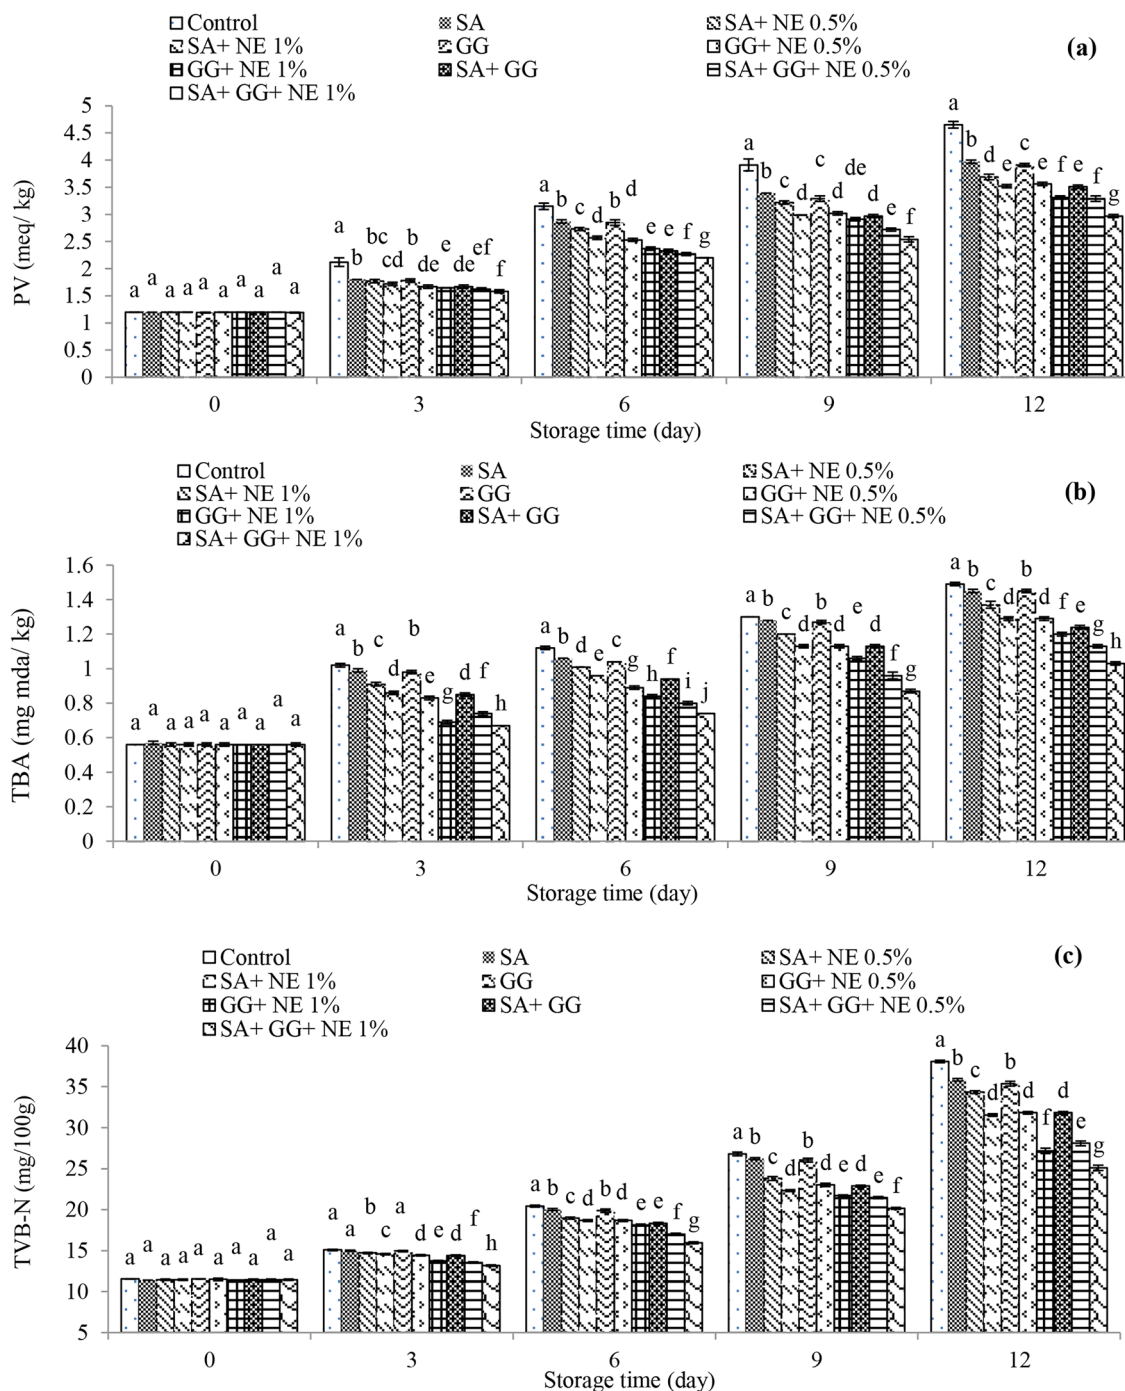 Control SA SA+ NE 0.5%
SA+ NE 1% GG GG+ NE 0.5%
GG+ NE 1% SA+ GG SA+ GG+ NE 0.5%
SA+ GG+ NE 1%
(a)
PV (meq/ kg)
5
4.5
4
3.5
3
2.5
2
1.5
1
0.5
0
a a a a a a a a a a
a b bc cd b de e de ef f
a b c d b d e e f g
a b c d c d de d e f
a b d e c e f e f g
0 3 6 9 12
Storage time (day)
Control SA SA+ NE 0.5%
SA+ NE 1% GG GG+ NE 0.5%
GG+ NE 1% SA+ GG SA+ GG+ NE 0.5%
SA+ GG+ NE 1%
(b)
TBA (mg mda/ kg)
1.6
1.4
1.2
1
0.8
0.6
0.4
0.2
0
a a a a a a a a a a
a b c d b e g d f h
a b d e c g h f i j
a b c d b d e d f g
a b c d b d f e g h
0 3 6 9 12
Storage time (day)
Control SA SA+ NE 0.5%
SA+ NE 1% GG GG+ NE 0.5%
GG+ NE 1% SA+ GG SA+ GG+ NE 0.5%
SA+ GG+ NE 1%
(c)
TVB-N (mg/100g)
40
35
30
25
20
15
10
5
a a a a a a a a a a
a a b c a d e d f h
a b c d b d e e f g
a b c d b d e d e f
a b c d b d f d e g
0 3 6 9 12
Storage time (day)